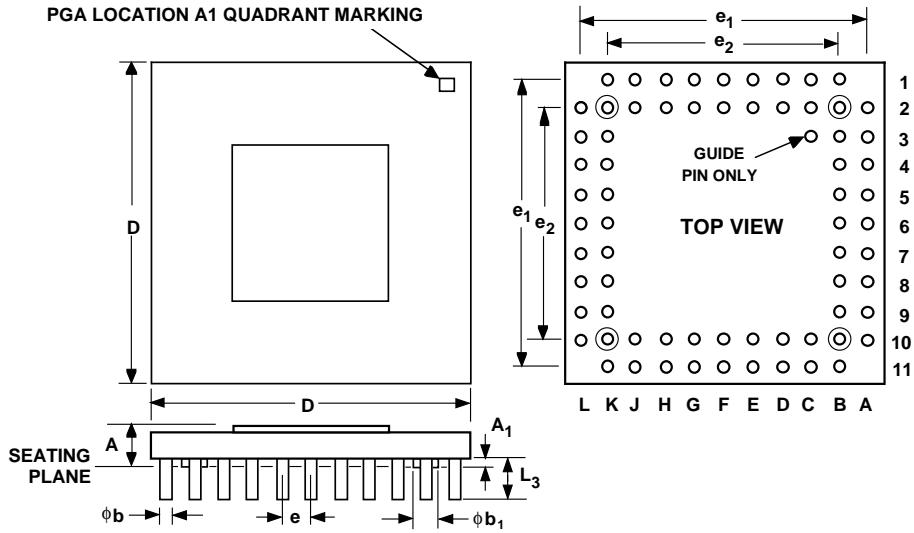 PGA LOCATION A1 QUADRANT MARKING
D
D
A
A1
SEATING
PLANE
L3
ϕb
e
ϕb1
e1
e2
e1
e2
GUIDE
PIN ONLY
TOP VIEW
1
2
3
4
5
6
7
8
9
10
11
L K J H G F E D C B A